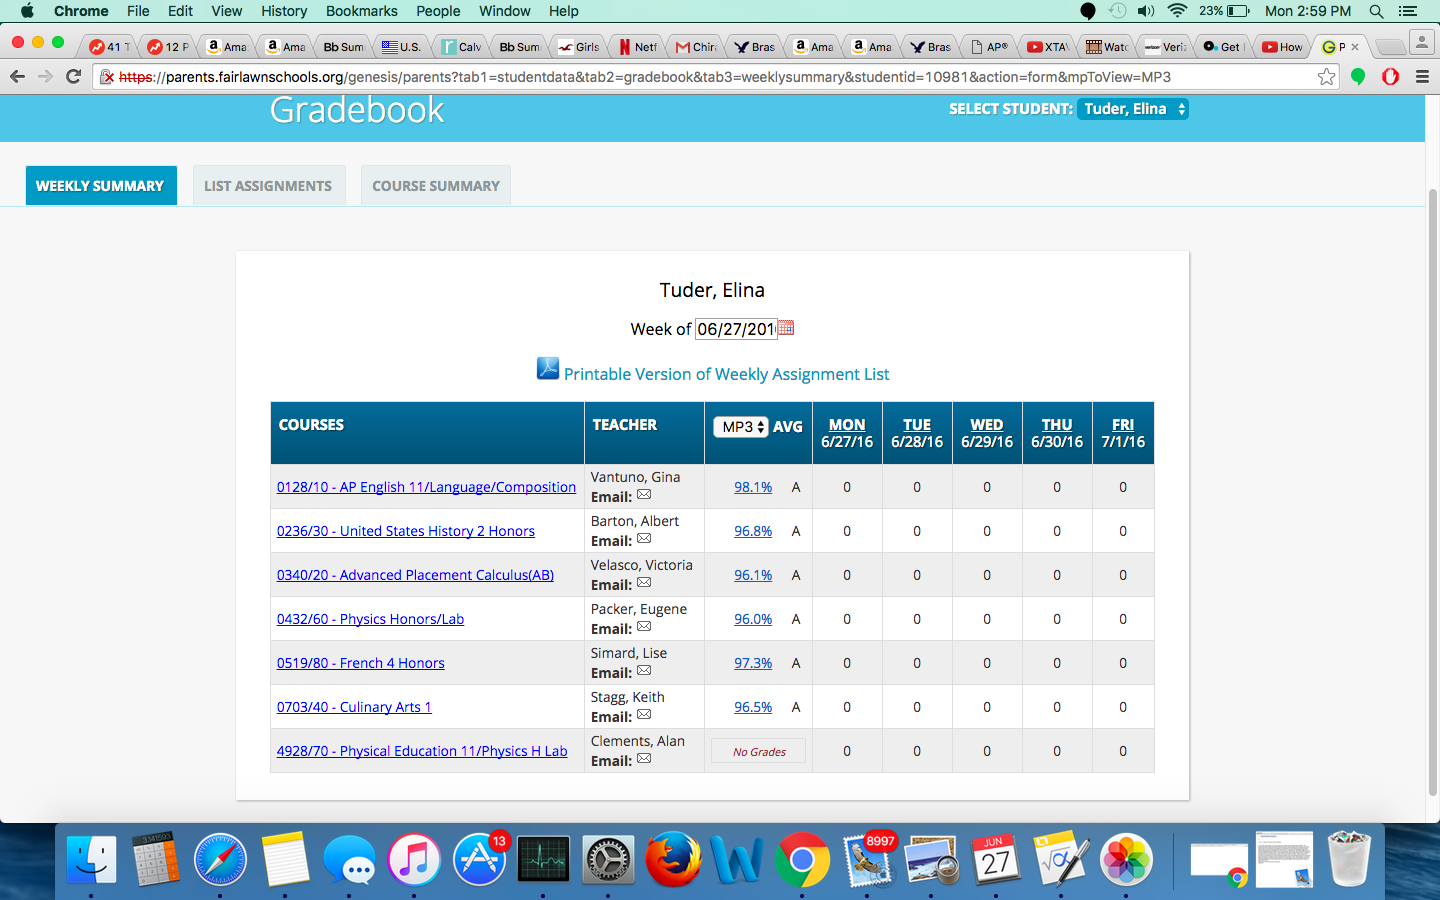 Chrome File Edit View History Bookmarks People Window Help 23% Mon 2:59 PM
41 T 12 P Ama Ama Bb Sum U.S. Calv Bb Sum Girls Netf Chir Bras Ama Ama Bras AP® XTA Watc Veri Get How P
https://parents.fairlawnschools.org/genesis/parents?tab1=studentdata&tab2=gradebook&tab3=weeklysummary&studentid=10981&action=form&mpToView=MP3
Gradebook SELECT STUDENT: Tuder, Elina
WEEKLY SUMMARY LIST ASSIGNMENTS COURSE SUMMARY
Tuder, Elina
Week of 06/27/201
Printable Version of Weekly Assignment List
COURSES TEACHER MP3 AVG MON TUE WED THU FRI
6/27/16 6/28/16 6/29/16 6/30/16 7/1/16
0128/10 - AP English 11/Language/Composition Vantuno, Gina 98.1% A 0 0 0 0 0
Email:
0236/30 - United States History 2 Honors Barton, Albert 96.8% A 0 0 0 0 0
Email:
0340/20 - Advanced Placement Calculus(AB) Velasco, Victoria 96.1% A 0 0 0 0 0
Email:
0432/60 - Physics Honors/Lab Packer, Eugene 96.0% A 0 0 0 0 0
Email:
0519/80 - French 4 Honors Simard, Lise 97.3% A 0 0 0 0 0
Email:
0703/40 - Culinary Arts 1 Stagg, Keith 96.5% A 0 0 0 0 0
Email:
4928/70 - Physical Education 11/Physics H Lab Clements, Alan No Grades 0 0 0 0 0
Email:
3.141593 13 8997 JUN
27